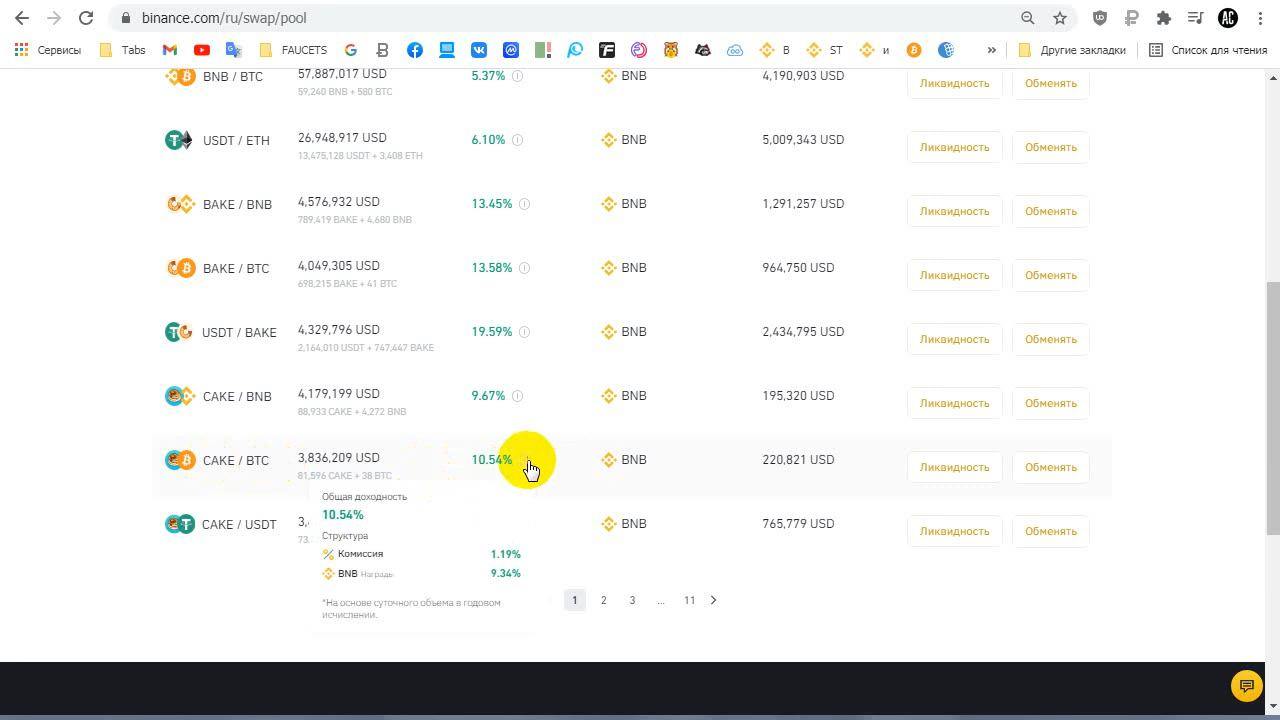 binance.com/ru/swap/pool
Сервисы Tabs FAUCETS B ST и » Другие закладки Список для чтения
BNB / BTC 57,887,017 USD 5.37% BNB 4,190,903 USD Ликвидность Обменять
59,240 BNB + 580 BTC
USDT / ETH 26,948,917 USD 6.10% BNB 5,009,343 USD Ликвидность Обменять
13,475,128 USDT + 3,408 ETH
BAKE / BNB 4,576,932 USD 13.45% BNB 1,291,257 USD Ликвидность Обменять
789,419 BAKE + 4,680 BNB
BAKE / BTC 4,049,305 USD 13.58% BNB 964,750 USD Ликвидность Обменять
698,215 BAKE + 41 BTC
USDT / BAKE 4,329,796 USD 19.59% BNB 2,434,795 USD Ликвидность Обменять
2,164,010 USDT + 747,447 BAKE
CAKE / BNB 4,179,199 USD 9.67% BNB 195,320 USD Ликвидность Обменять
88,933 CAKE + 4,272 BNB
CAKE / BTC 3,836,209 USD 10.54% BNB 220,821 USD Ликвидность Обменять
81,596 CAKE + 38 BTC
CAKE / USDT BNB 765,779 USD Ликвидность Обменять
Общая доходность
10.54%
Структура
Комиссия 1.19%
BNB Награды 9.34%
*На основе суточного объема в годовом
исчислении.
1 2 3 ... 11